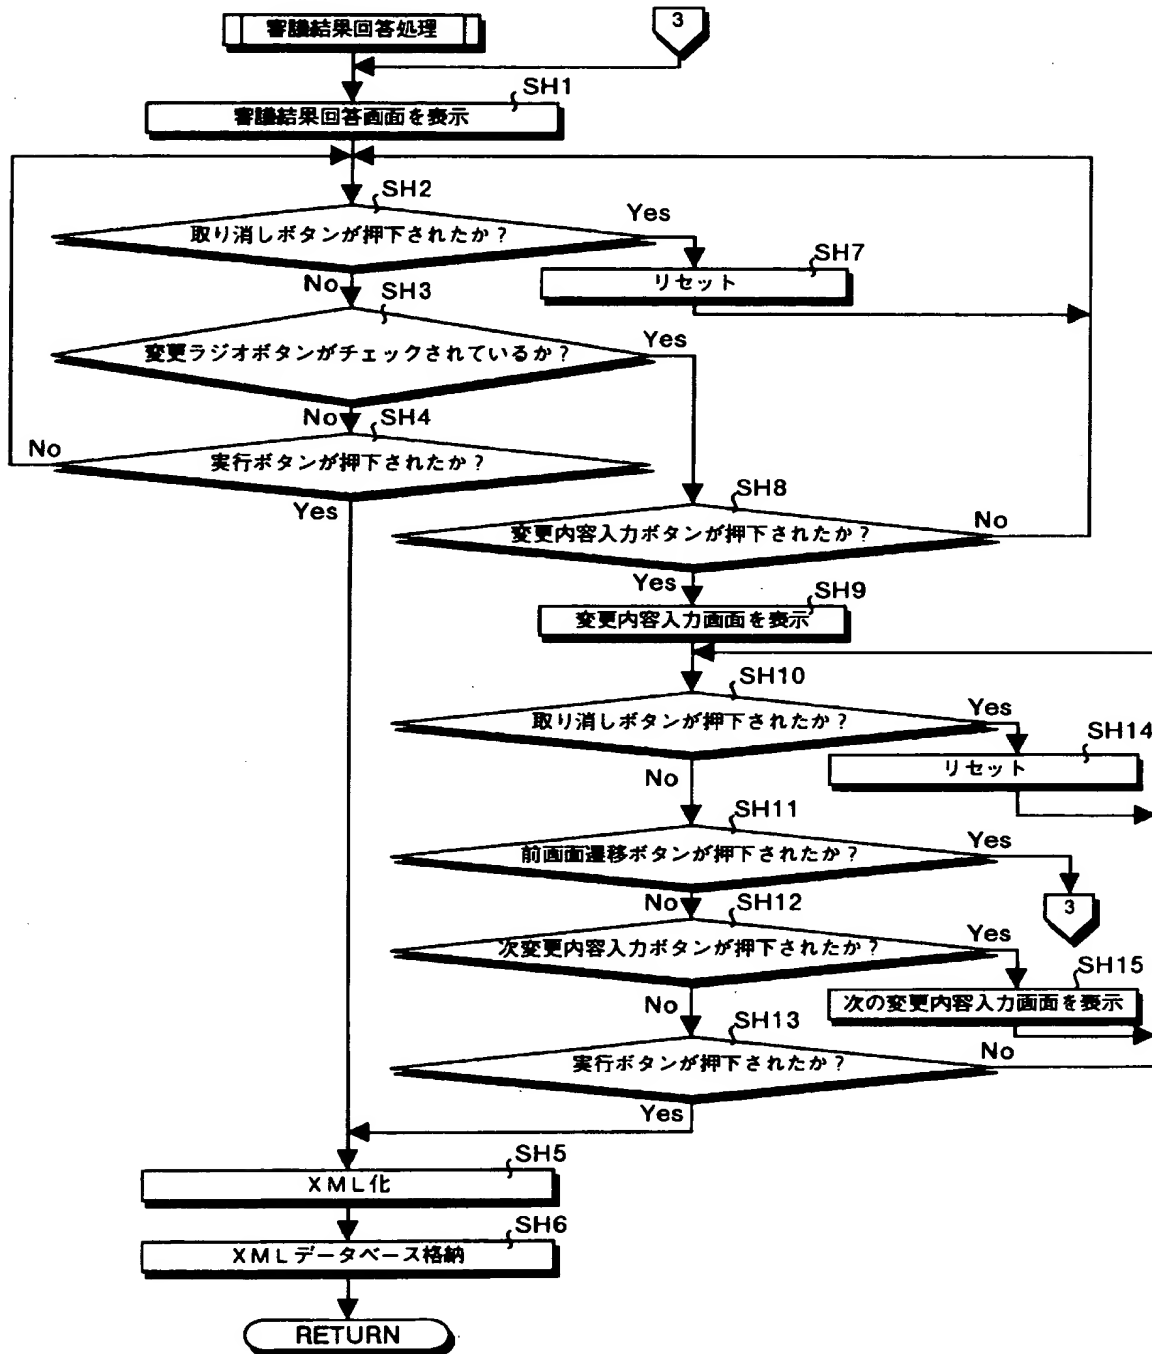 審議結果回答処理
3
SH1
審議結果回答画面を表示
SH2
取り消しボタンが押下されたか?
Yes
No
SH7
リセット
SH3
変更ラジオボタンがチェックされているか?
Yes
No
SH4
実行ボタンが押下されたか?
No
Yes
SH8
変更内容入力ボタンが押下されたか?
No
Yes
SH9
変更内容入力画面を表示
SH10
取り消しボタンが押下されたか?
Yes
No
SH14
リセット
SH11
前画面遷移ボタンが押下されたか?
Yes
No
3
SH12
次変更内容入力ボタンが押下されたか?
Yes
No
SH15
次の変更内容入力画面を表示
SH13
実行ボタンが押下されたか?
No
Yes
SH5
XML化
SH6
XMLデータベース格納
RETURN